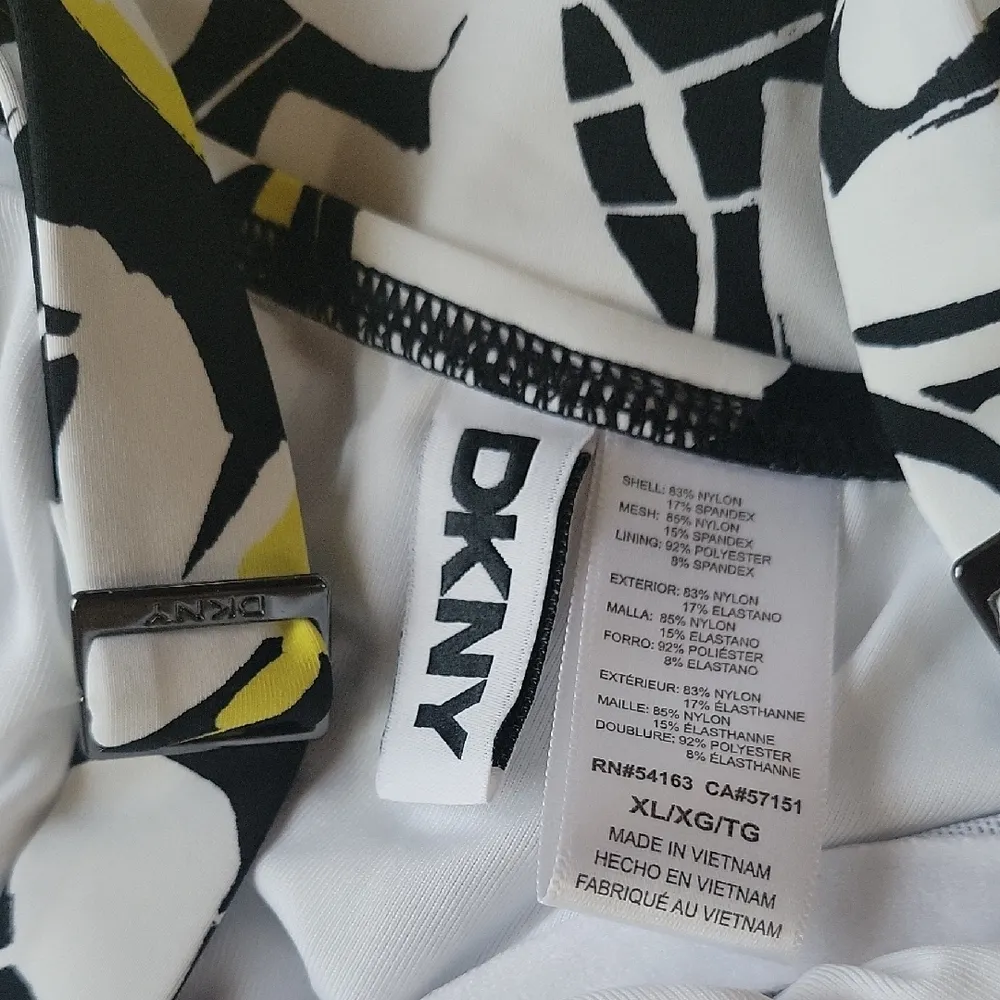 DKNY
DKNY
SHELL: 83% NYLON
17% SPANDEX
MESH: 85% NYLON
15% SPANDEX
LINING: 92% POLYESTER
8% SPANDEX
EXTERIOR: 83% NYLON
17% ELASTANO
MALLA: 85% NYLON
15% ELASTANO
FORRO: 92% POLIÉSTER
8% ELASTANO
EXTÉRIEUR: 83% NYLON
17% ÉLASTHANNE
MAILLE: 85% NYLON
15% ÉLASTHANNE
DOUBLURE: 92% POLYESTER
8% ÉLASTHANNE
RN#54163 CA#57151
XL/XG/TG
MADE IN VIETNAM
HECHO EN VIETNAM
FABRIQUÉ AU VIETNAM